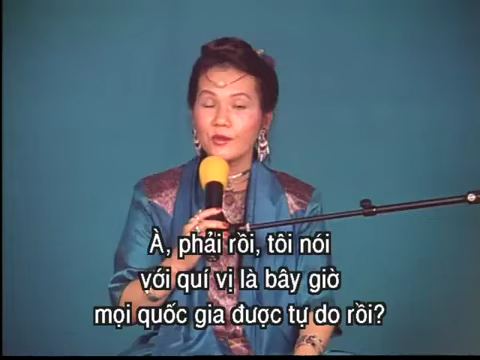 À, phải rồi, tôi nói
với quí vị là bây giờ
mọi quốc gia được tự do rồi?